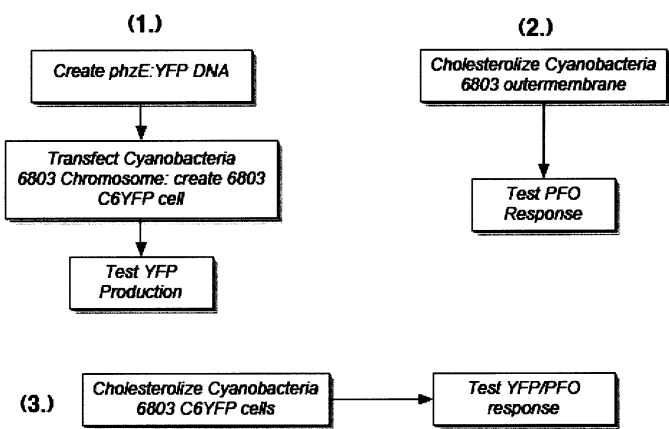 (1.)
Create phzE:YFP DNA
Transfect Cyanobacteria
6803 Chromosome: create 6803
C6YFP cell
Test YFP
Production
(2.)
Cholesterolize Cyanobacteria
6803 outermembrane
Test PFO
Response
(3.)
Cholesterolize Cyanobacteria
6803 C6YFP cells
Test YFP/PFO
response